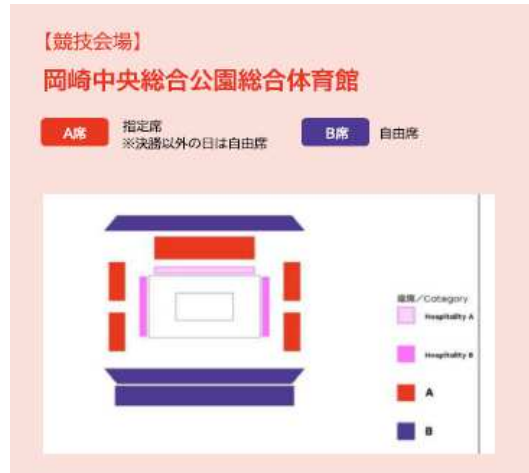 【競技会場】
岡崎中央総合公園総合体育館
A席
指定席
※決勝以外の日は自由席
B席
自由席
座席/Category
Hospitality A
Hospitality B
A
B